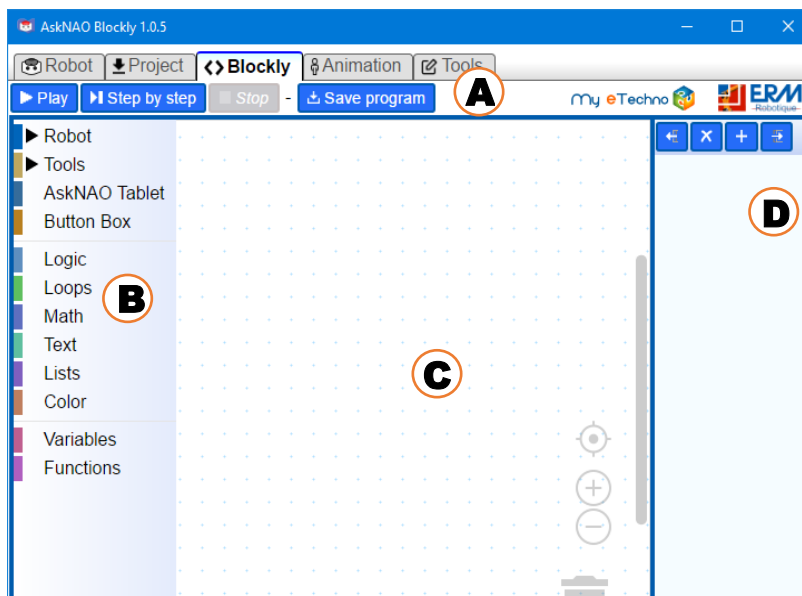 AskNAO Blockly 1.0.5
Robot Project Blockly Animation Tools
Play Step by step Stop - Save program A My eTechno ERM
Robotique
Robot
Tools
AskNAO Tablet
Button Box
Logic
Loops
Math
Text
Lists
Color
Variables
Functions
B
C
D